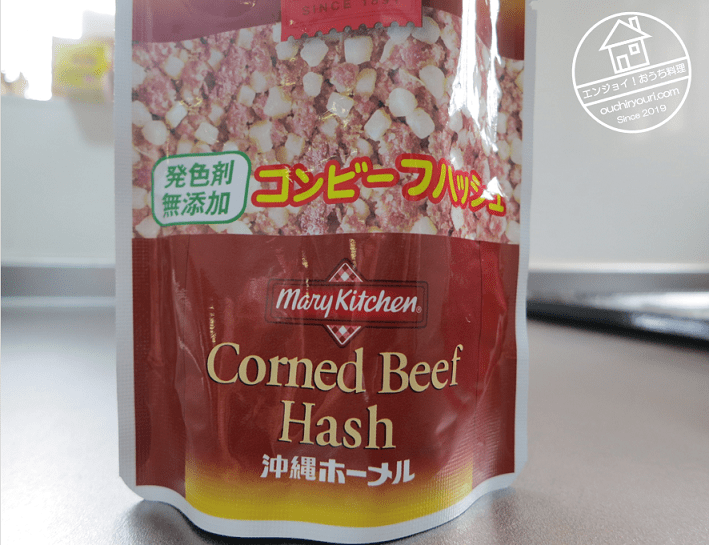 SINCE 1891
エンジョイ！おうち料理
ouchiryouri.com
Since 2019
発色剤
無添加
コンビーフハッシュ
Mary Kitchen®
Corned Beef
Hash
沖縄ホーメル